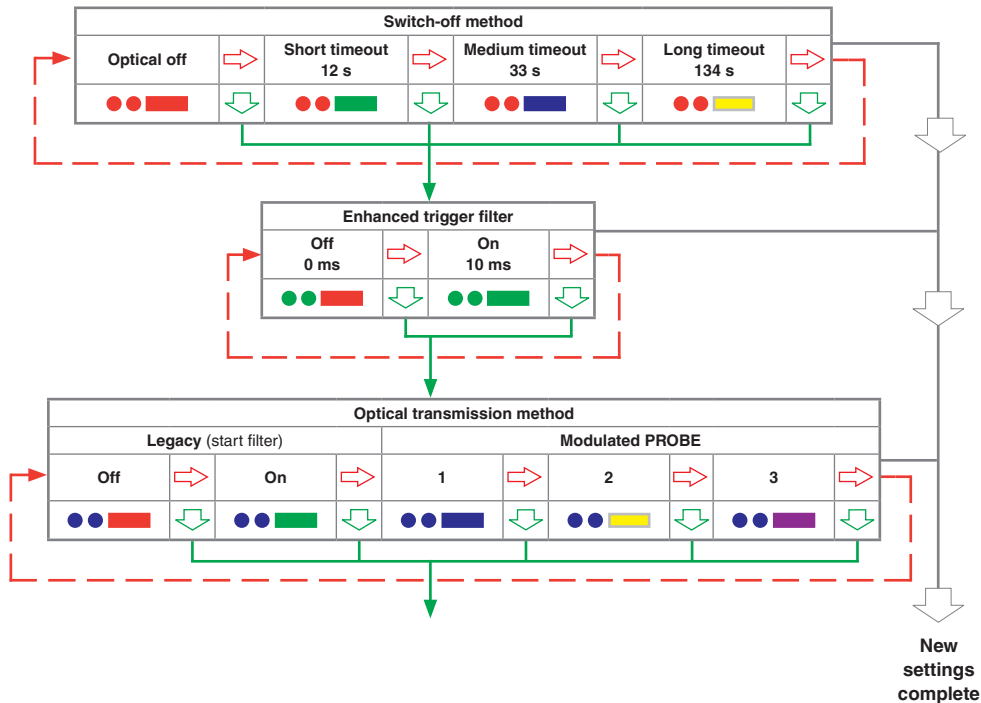 Switch-off method
Optical off
Short timeout
12 s
Medium timeout
33 s
Long timeout
134 s
Enhanced trigger filter
Off
0 ms
On
10 ms
Optical transmission method
Legacy (start filter)
Modulated PROBE
Off
On
1
2
3
New
settings
complete